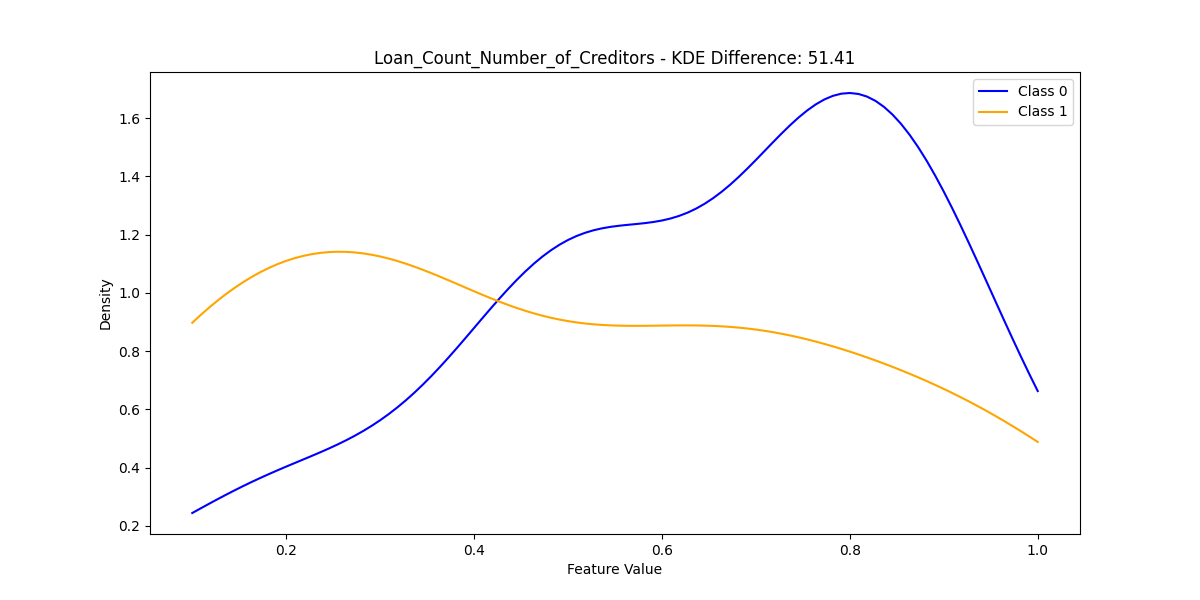 Loan_Count_Number_of_Creditors - KDE Difference: 51.41
Class 0
Class 1
Density
1.6
1.4
1.2
1.0
0.8
0.6
0.4
0.2
0.2
0.4
0.6
0.8
1.0
Feature Value